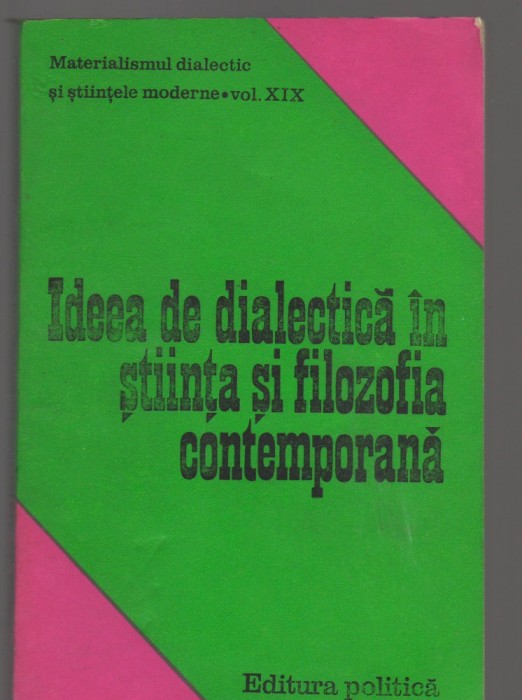 Materialismul dialectic
și științele moderne • vol. XIX
Ideea de dialectică în
știința și filozofia
contemporană
Editura politică